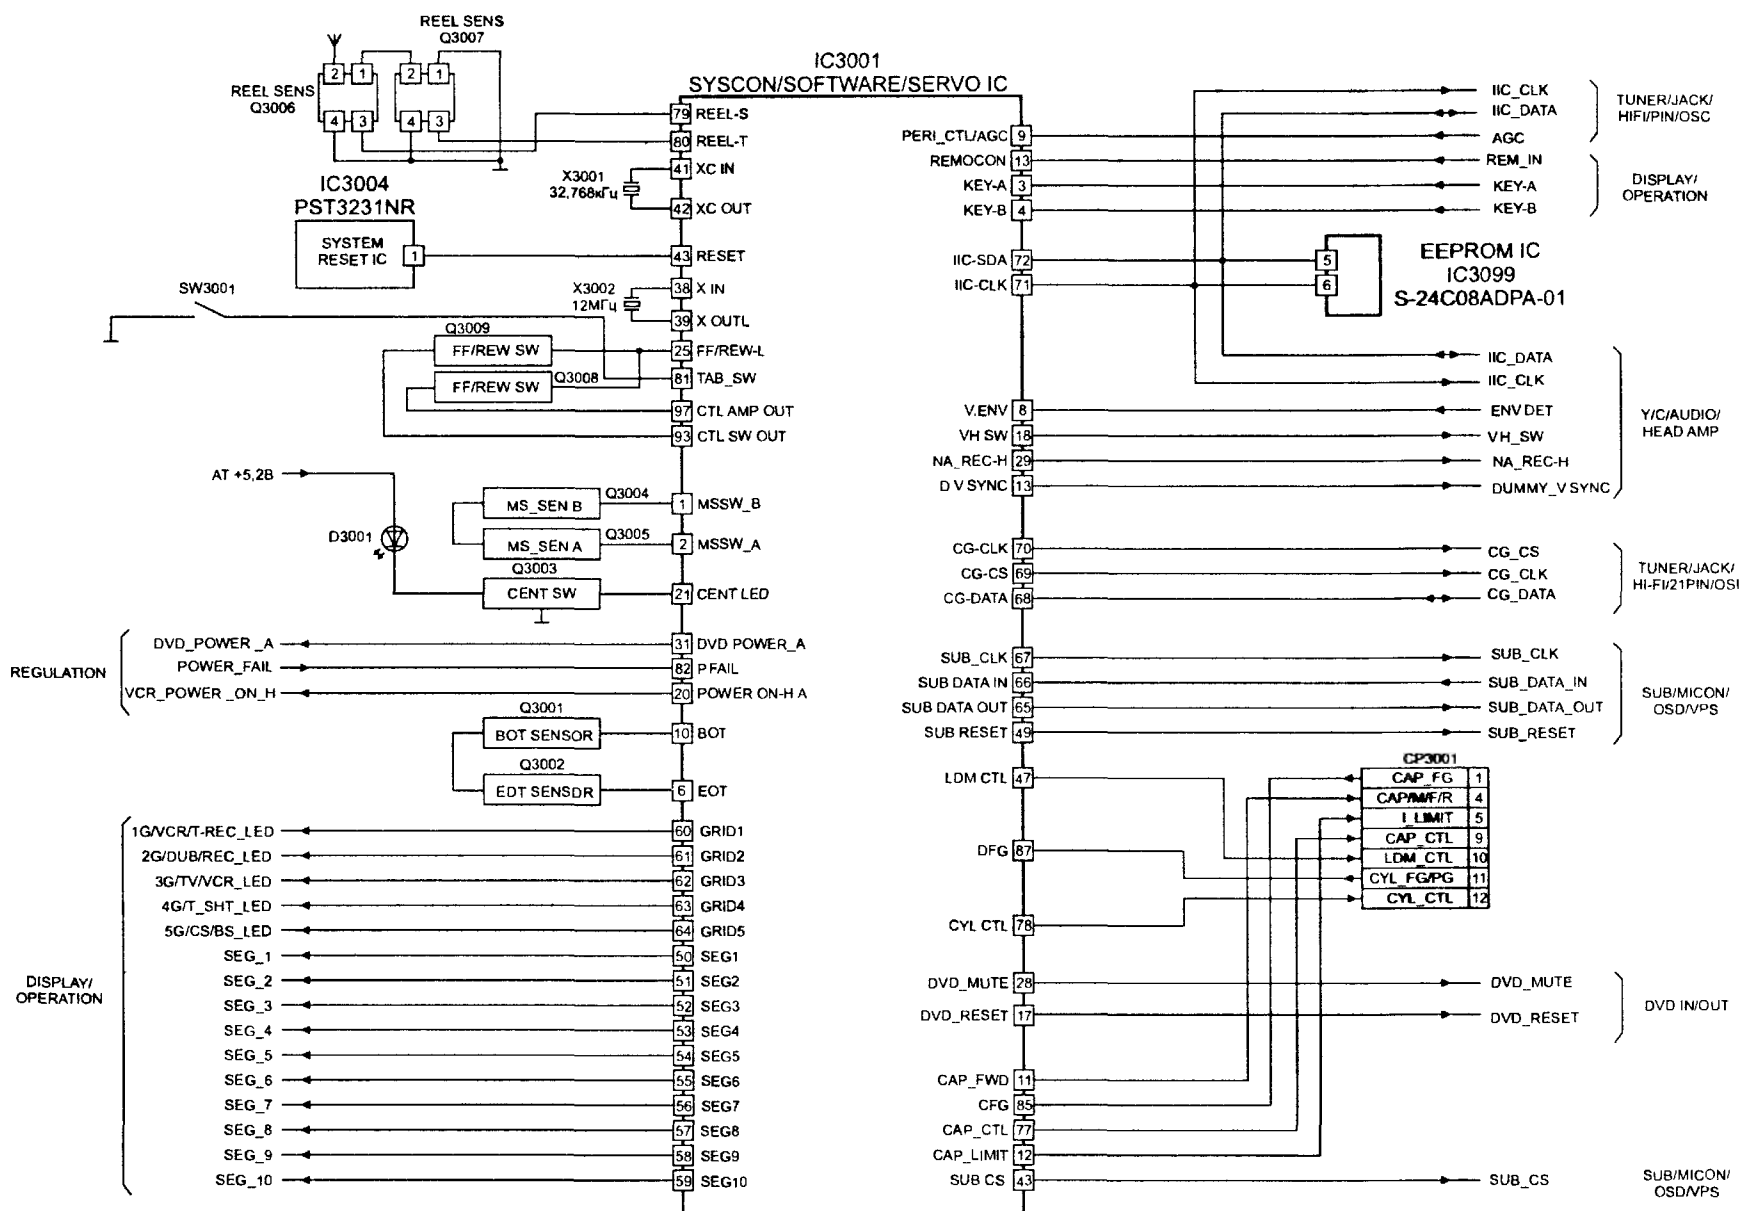 REEL SENS
Q3007
2 1 2 1
REEL SENS
Q3006
4 3 4 3
IC3001
SYSCON/SOFTWARE/SERVO IC
79 REEL-S
80 REEL-T
41 XC IN
X3001
32,768кГц
42 XC OUT
IC3004
PST3231NR
SYSTEM
RESET IC
1
43 RESET
38 X IN
X3002
12МГц
39 X OUTL
SW3001
Q3009
FF/REW SW
25 FF/REW-L
Q3008
FF/REW SW
81 TAB_SW
97 CTL AMP OUT
93 CTL SW OUT
AT +5,2В
D3001
Q3004
MS_SEN B
1 MSSW_B
Q3005
MS_SEN A
2 MSSW_A
Q3003
CENT SW
21 CENT LED
REGULATION
DVD_POWER _A 31 DVD POWER_A
POWER_FAIL 82 P FAIL
VCR_POWER _ON_H 20 POWER ON-H A
Q3001
BOT SENSOR
10 BOT
Q3002
EDT SENSDR
6 EOT
DISPLAY/
OPERATION
1G/VCR/T-REC_LED 60 GRID1
2G/DUB/REC_LED 61 GRID2
3G/TV/VCR_LED 62 GRID3
4G/T_SHT_LED 63 GRID4
5G/CS/BS_LED 64 GRID5
SEG_1 50 SEG1
SEG_2 51 SEG2
SEG_3 52 SEG3
SEG_4 53 SEG4
SEG_5 54 SEG5
SEG_6 55 SEG6
SEG_7 56 SEG7
SEG_8 57 SEG8
SEG_9 58 SEG9
SEG_10 59 SEG10
IIC_CLK
IIC_DATA
PERI_CTL/AGC 9 AGC
TUNER/JACK/
HIFI/PIN/OSC
REMOCON 13 REM_IN
KEY-A 3 KEY-A
KEY-B 4 KEY-B
DISPLAY/
OPERATION
IIC-SDA 72 5
IIC-CLK 71 6
EEPROM IC
IC3099
S-24C08ADPA-01
IIC_DATA
IIC_CLK
V.ENV 8 ENV DET
VH SW 18 VH_SW
NA_REC-H 29 NA_REC-H
D V SYNC 13 DUMMY_V SYNC
Y/C/AUDIO/
HEAD AMP
CG-CLK 70 CG_CS
CG-CS 69 CG_CLK
CG-DATA 68 CG_DATA
TUNER/JACK/
HI-FI/21PIN/OSI
SUB_CLK 67 SUB_CLK
SUB DATA IN 66 SUB_DATA_IN
SUB DATA OUT 65 SUB_DATA_OUT
SUB RESET 49 SUB_RESET
SUB/MICON/
OSD/VPS
LDM CTL 47
DFG 87
CYL CTL 78
CP3001
CAP_FG 1
CAP/M/F/R 4
I_LIMIT 5
CAP_CTL 9
LDM_CTL 10
CYL_FG/PG 11
CYL_CTL 12
DVD_MUTE 28 DVD_MUTE
DVD_RESET 17 DVD_RESET
DVD IN/OUT
CAP_FWD 11
CFG 85
CAP_CTL 77
CAP_LIMIT 12
SUB CS 43 SUB_CS
SUB/MICON/
OSD/VPS